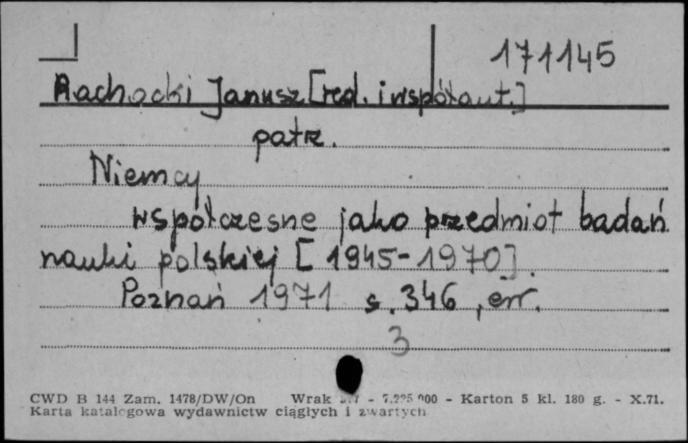 171145
Rachocki Janusz [red. i współaut.]
patrz.
Niemcy
współczesne jako przedmiot badań
nauki polskiej [1945-1970].
Poznań 1971 s. 346, err.
3
CWD B 144 Zam. 1478/DW/On Wrak - 000 - Karton 5 kl. 180 g. - X.71.
Karta katalogowa wydawnictw ciągłych i zwartych